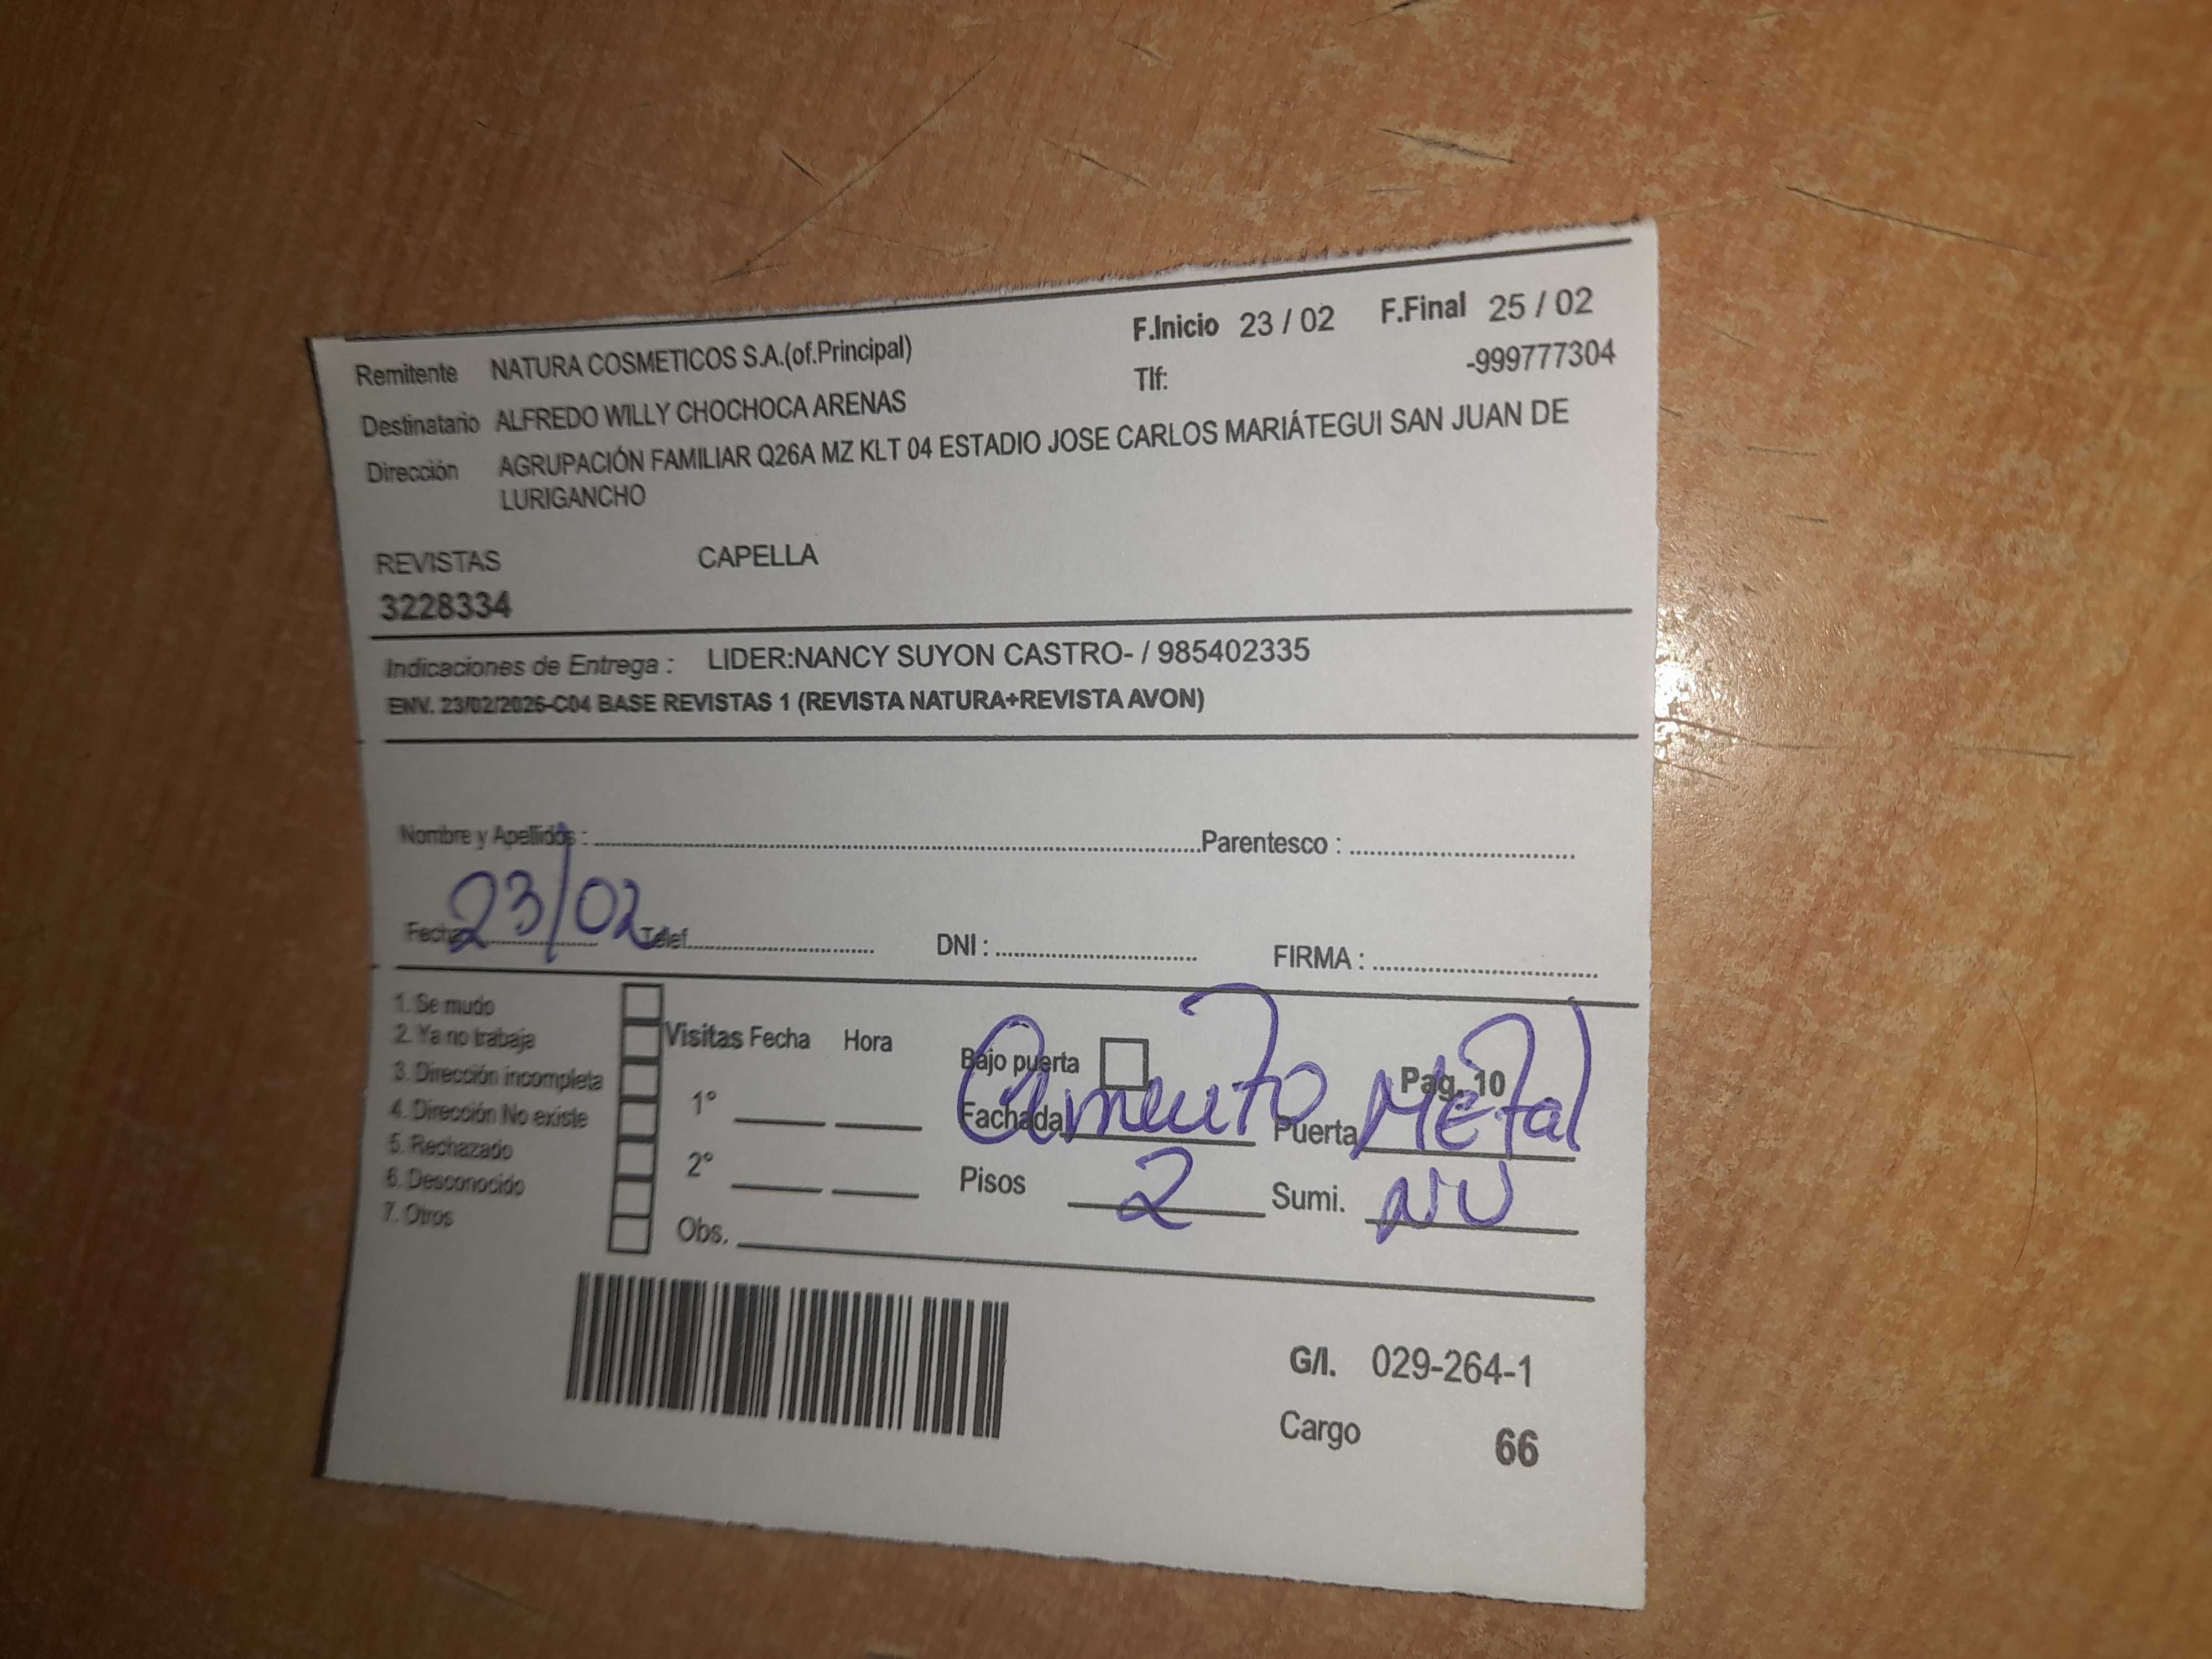 F.Inicio 23 / 02 F.Final 25 / 02
Remitente NATURA COSMETICOS S.A.(of.Principal)
Tlf: -999777304
Destinatario ALFREDO WILLY CHOCHOCA ARENAS
Dirección AGRUPACIÓN FAMILIAR Q26A MZ KLT 04 ESTADIO JOSE CARLOS MARIÁTEGUI SAN JUAN DE
LURIGANCHO
REVISTAS CAPELLA
3228334
Indicaciones de Entrega : LIDER:NANCY SUYON CASTRO- / 985402335
ENV. 23/02/2026-C04 BASE REVISTAS 1 (REVISTA NATURA+REVISTA AVON)
Nombre y Apellidos : Parentesco :
Fecha 23/02 Telef. DNI : FIRMA :
1. Se mudo
2. Ya no trabaja
3. Dirección incompleta
4. Dirección No existe
5. Rechazado
6. Desconocido
7. Otros
Visitas Fecha Hora
1°
2°
Obs.
Bajo puerta Pag. 10
Fachada Cemento Puerta Metal
Pisos 2 Sumi.
G/I. 029-264-1
Cargo 66